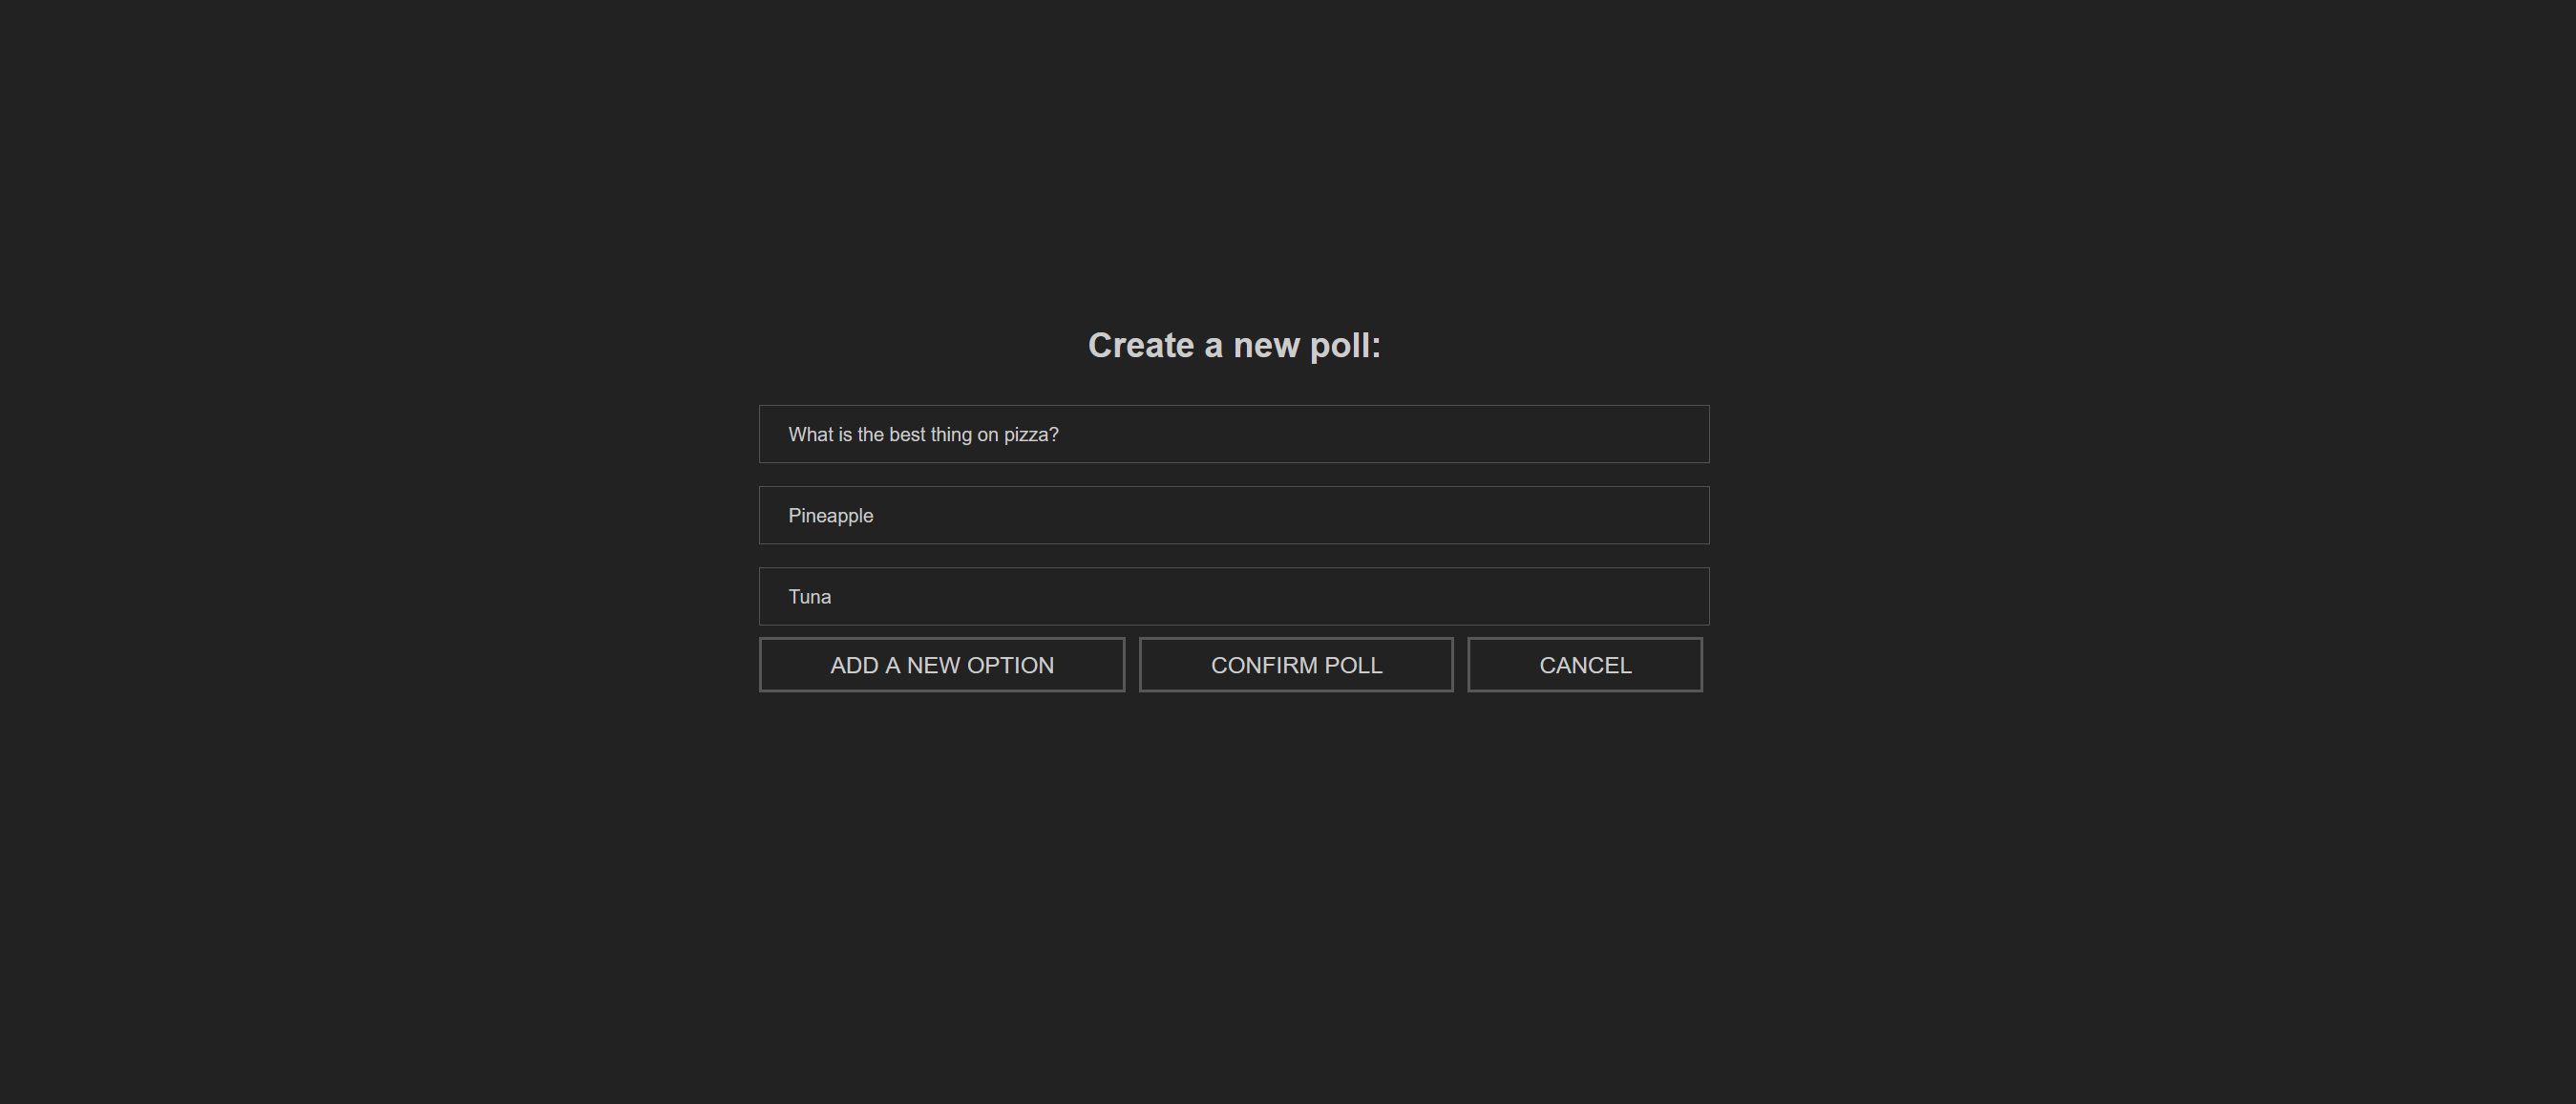 Create a new poll:
What is the best thing on pizza?
Pineapple
Tuna
ADD A NEW OPTION CONFIRM POLL CANCEL